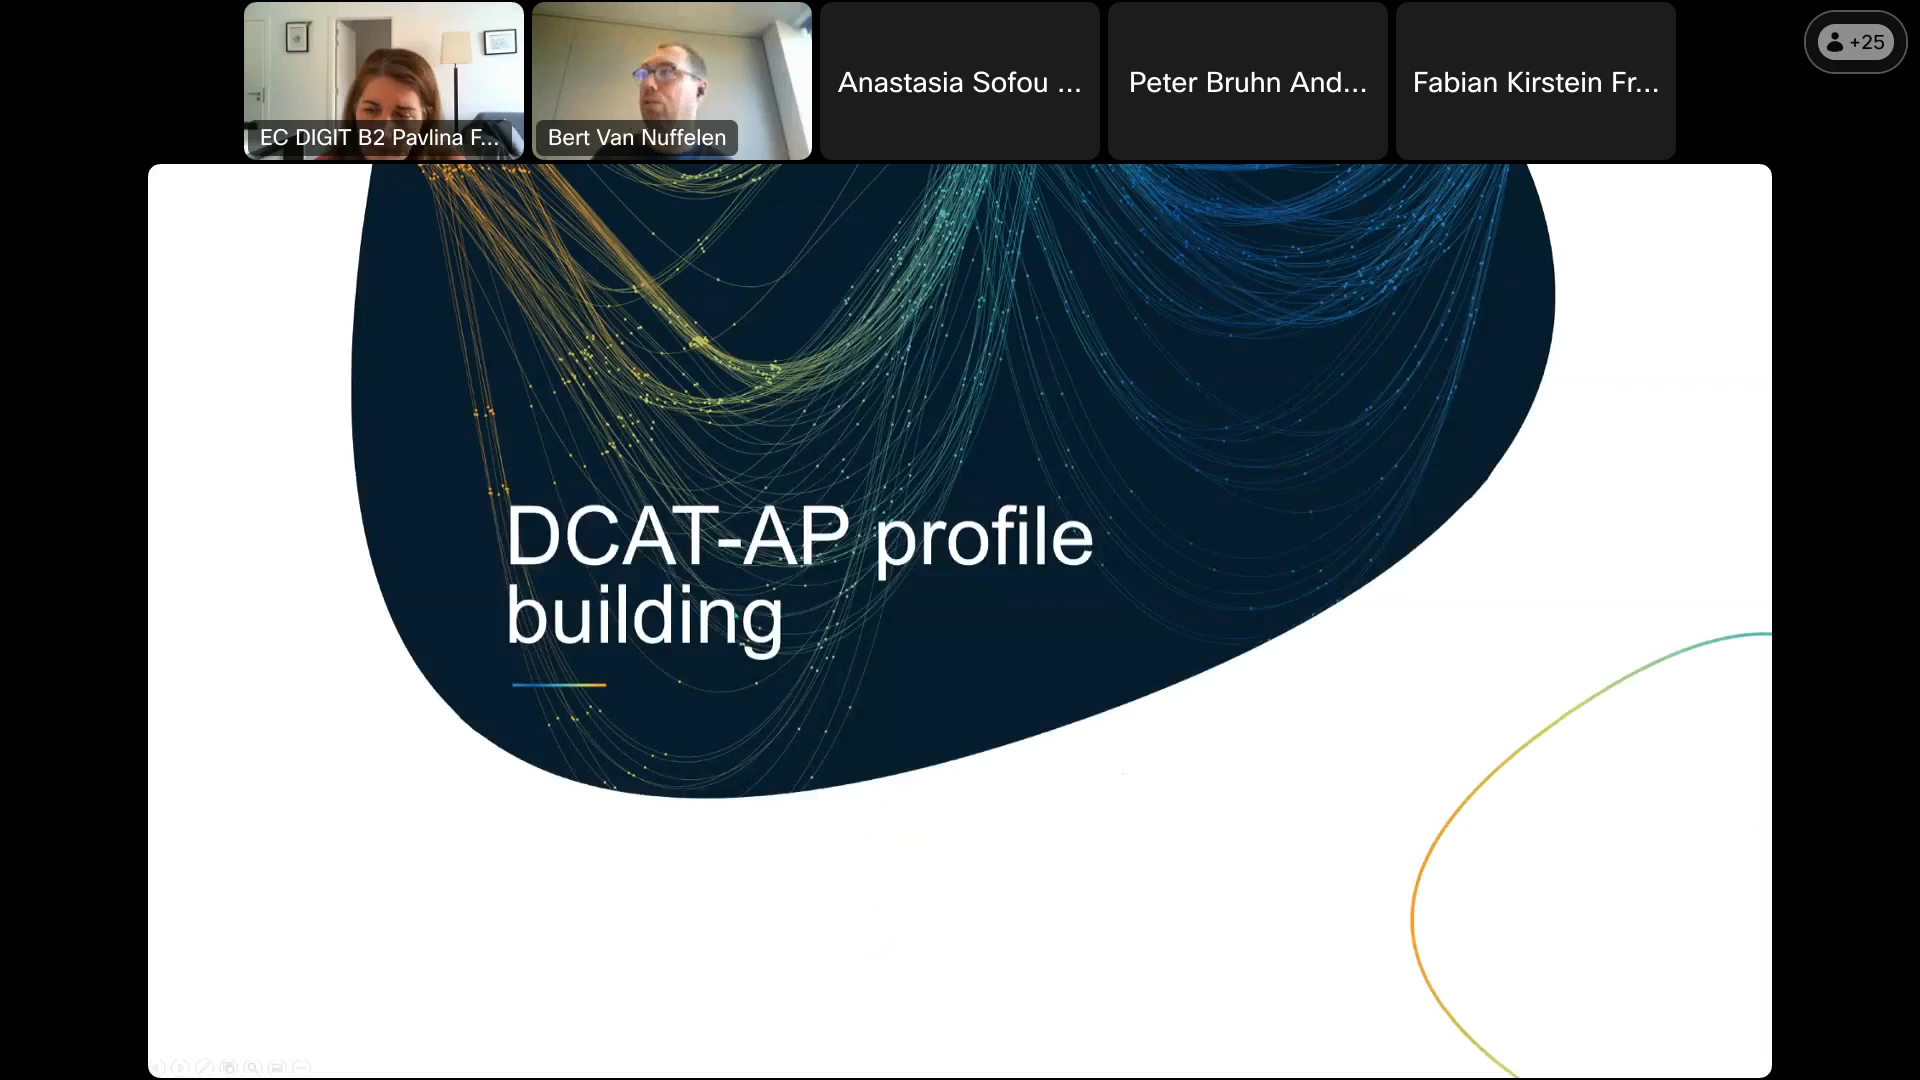 EC DIGIT B2 Pavlina F...
Bert Van Nuffelen
Anastasia Sofou ...
Peter Bruhn And...
Fabian Kirstein Fr...
+25
DCAT-AP profile
building